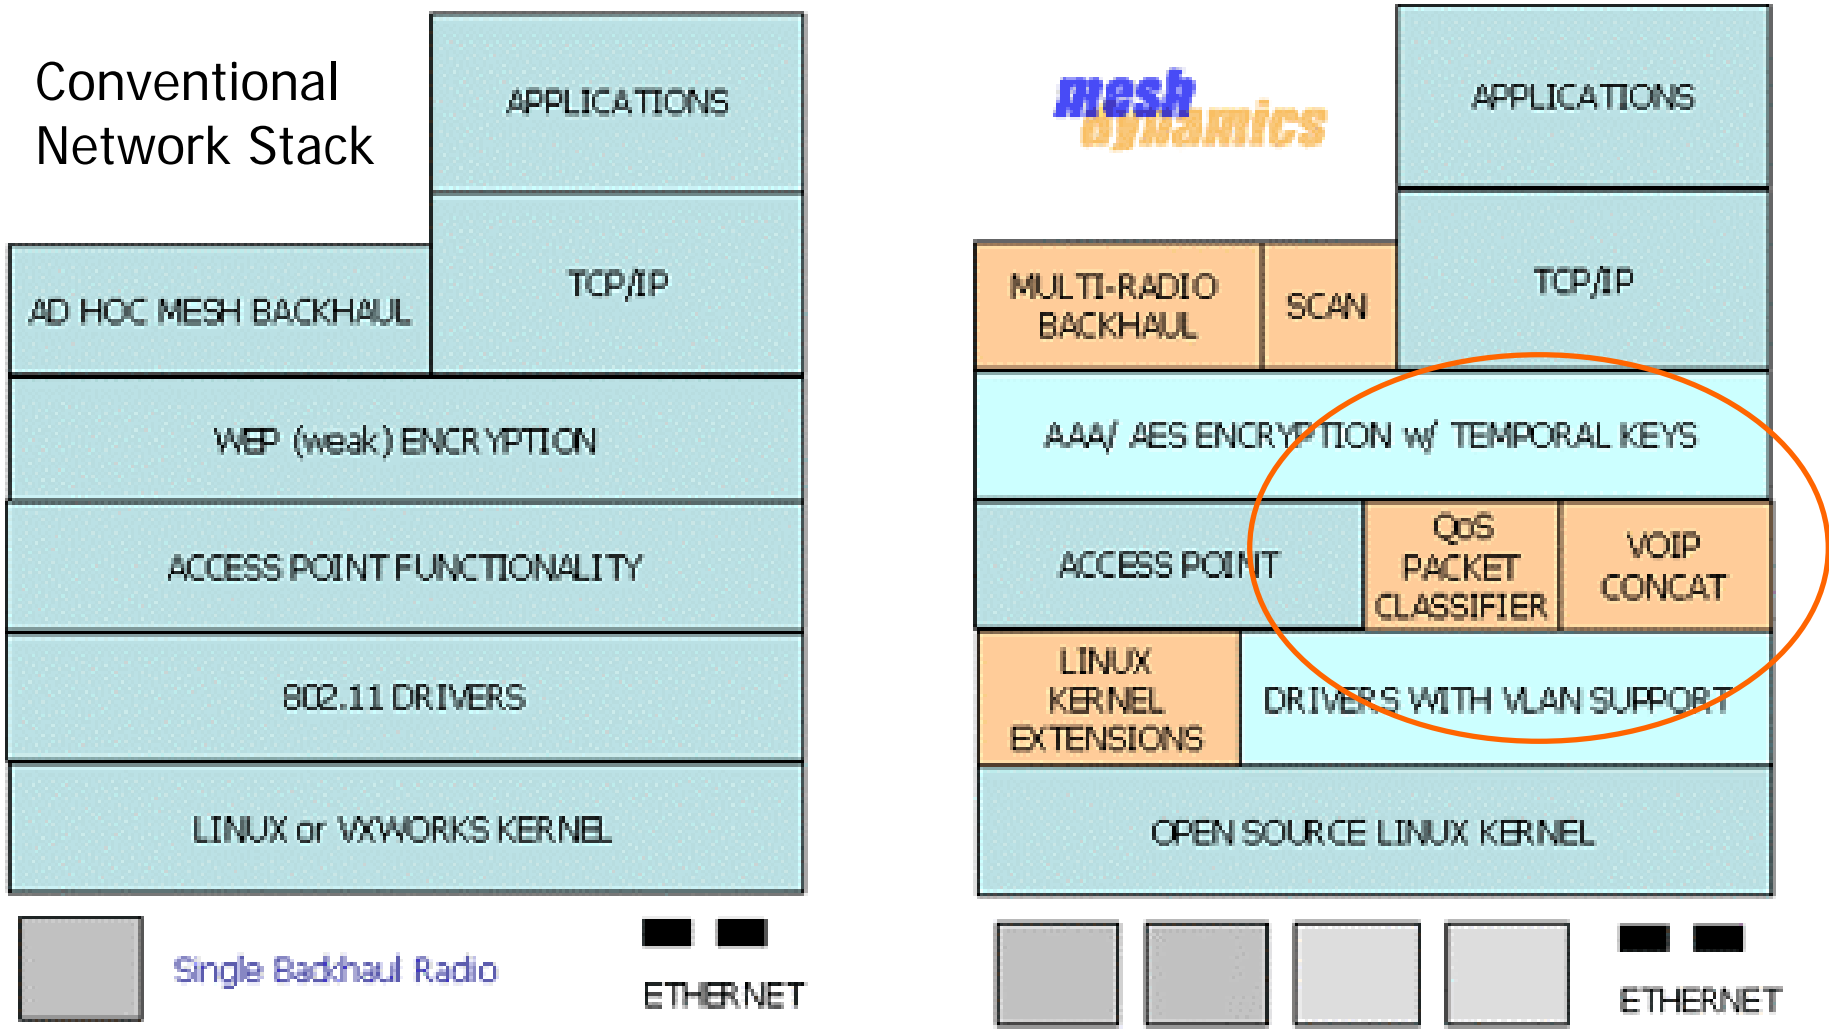 Conventional
Network Stack
APPLICATIONS
TCP/IP
AD HOC MESH BACKHAUL
WEP (weak) ENCRYPTION
ACCESS POINT FUNCTIONALITY
802.11 DRIVERS
LINUX or VXWORKS KERNEL
Single Backhaul Radio
ETHERNET
mesh
dynamics
APPLICATIONS
TCP/IP
MULTI-RADIO
BACKHAUL
SCAN
AAA/ AES ENCRYPTION w/ TEMPORAL KEYS
ACCESS POINT
QoS
PACKET
CLASSIFIER
VOIP
CONCAT
LINUX
KERNEL
EXTENSIONS
DRIVERS WITH VLAN SUPPORT
OPEN SOURCE LINUX KERNEL
ETHERNET